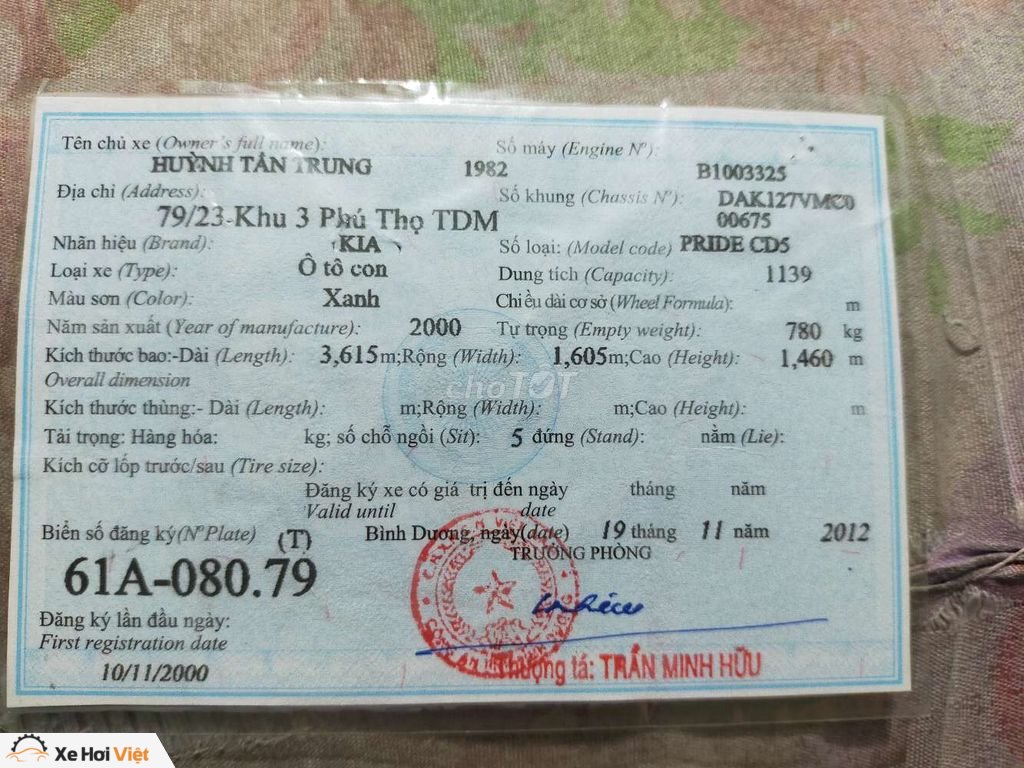 Tên chủ xe (Owner's full name):
HUỲNH TẤN TRUNG 1982
Số máy (Engine Nº):
B1003325
Địa chỉ (Address):
79/23-Khu 3 Phú Thọ TDM
Số khung (Chassis Nº): DAK127VMC0
00675
Nhãn hiệu (Brand): KIA
Số loại: (Model code) PRIDE CD5
Loại xe (Type): Ô tô con
Dung tích (Capacity): 1139
Màu sơn (Color): Xanh
Chiều dài cơ sở (Wheel Formula): m
Năm sản xuất (Year of manufacture): 2000
Tự trọng (Empty weight): 780 kg
Kích thước bao:-Dài (Length): 3,615m;Rộng (Width): 1,605m;Cao (Height): 1,460 m
Overall dimension
choTỐT
Kích thước thùng:- Dài (Length): m;Rộng (Width): m;Cao (Height): m
Tải trọng: Hàng hóa: kg; số chỗ ngồi (Sit): 5 đứng (Stand): nằm (Lie):
Kích cỡ lốp trước/sau (Tire size):
Đăng ký xe có giá trị đến ngày tháng năm
Valid until date
Biển số đăng ký(NºPlate) (T)
Bình Dương, ngày(date) 19 tháng 11 năm 2012
TRƯỞNG PHÒNG
61A-080.79
Đăng ký lần đầu ngày:
First registration date
10/11/2000
Thượng tá: TRẦN MINH HỮU
Xe Hơi Việt